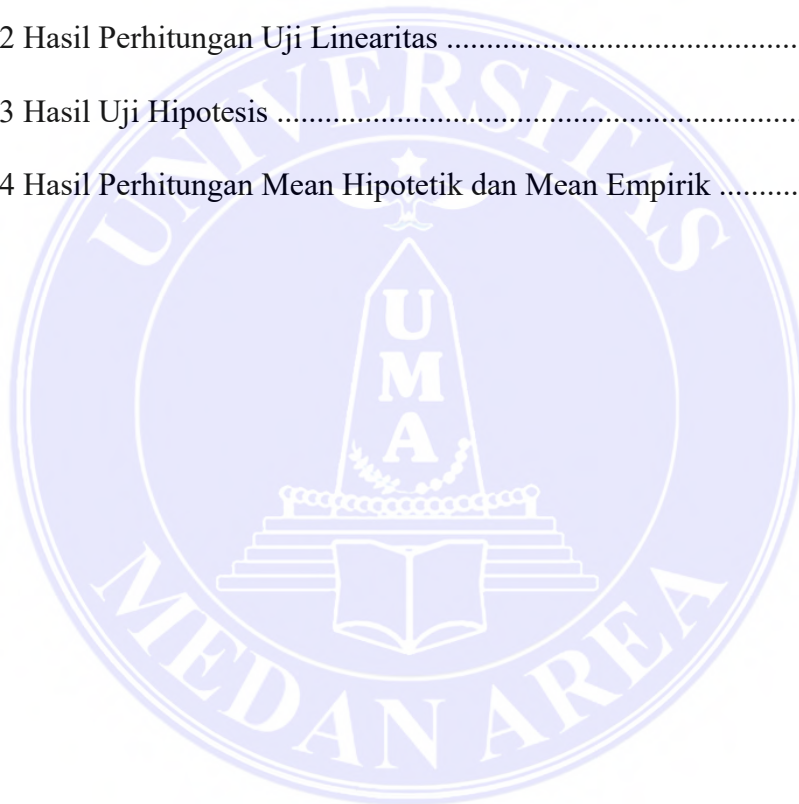 2 Hasil Perhitungan Uji Linearitas ............................................
3 Hasil Uji Hipotesis ..................................................................
4 Hasil Perhitungan Mean Hipotetik dan Mean Empirik ..........
UNIVERSITAS
U
M
A
MEDAN AREA